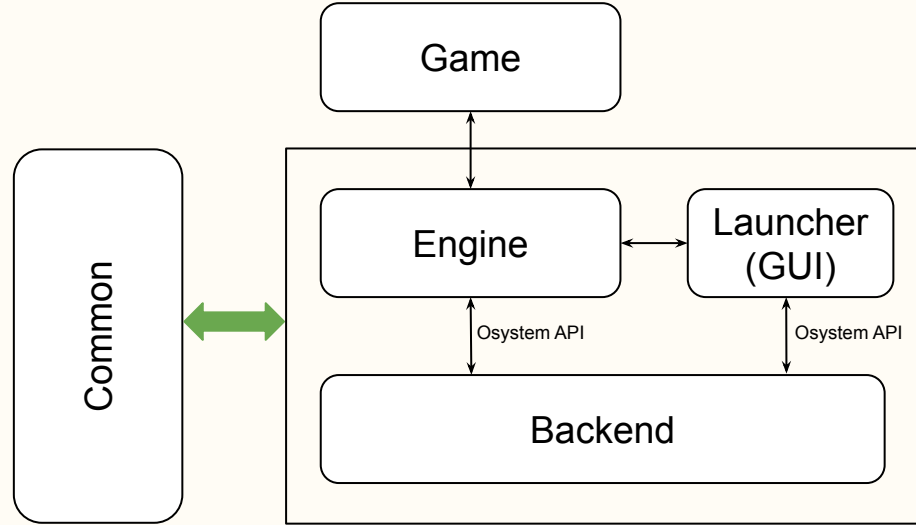 Game
Engine
Launcher
(GUI)
Common
Osystem API
Osystem API
Backend